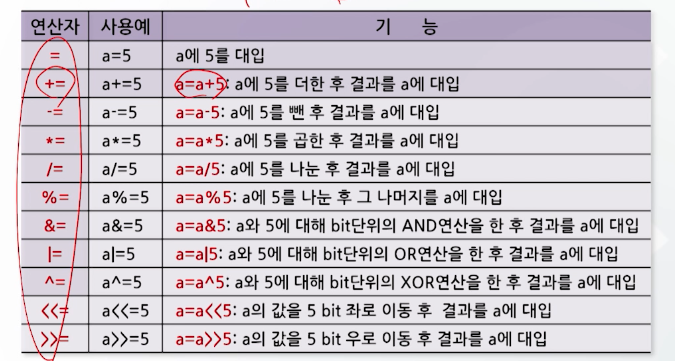 연산자 사용예 기 능
= a=5 a에 5를 대입
+= a+=5 a=a+5: a에 5를 더한 후 결과를 a에 대입
-= a-=5 a=a-5: a에 5를 뺀 후 결과를 a에 대입
*= a*=5 a=a*5: a에 5를 곱한 후 결과를 a에 대입
/= a/=5 a=a/5: a에 5를 나눈 후 결과를 a에 대입
%= a%=5 a=a%5: a에 5를 나눈 후 그 나머지를 a에 대입
&= a&=5 a=a&5: a와 5에 대해 bit단위의 AND연산을 한 후 결과를 a에 대입
|= a|=5 a=a|5: a와 5에 대해 bit단위의 OR연산을 한 후 결과를 a에 대입
^= a^=5 a=a^5: a와 5에 대해 bit단위의 XOR연산을 한 후 결과를 a에 대입
<<= a<<=5 a=a<<5: a의 값을 5 bit 좌로 이동 후 결과를 a에 대입
>>= a>>=5 a=a>>5: a의 값을 5 bit 우로 이동 후 결과를 a에 대입